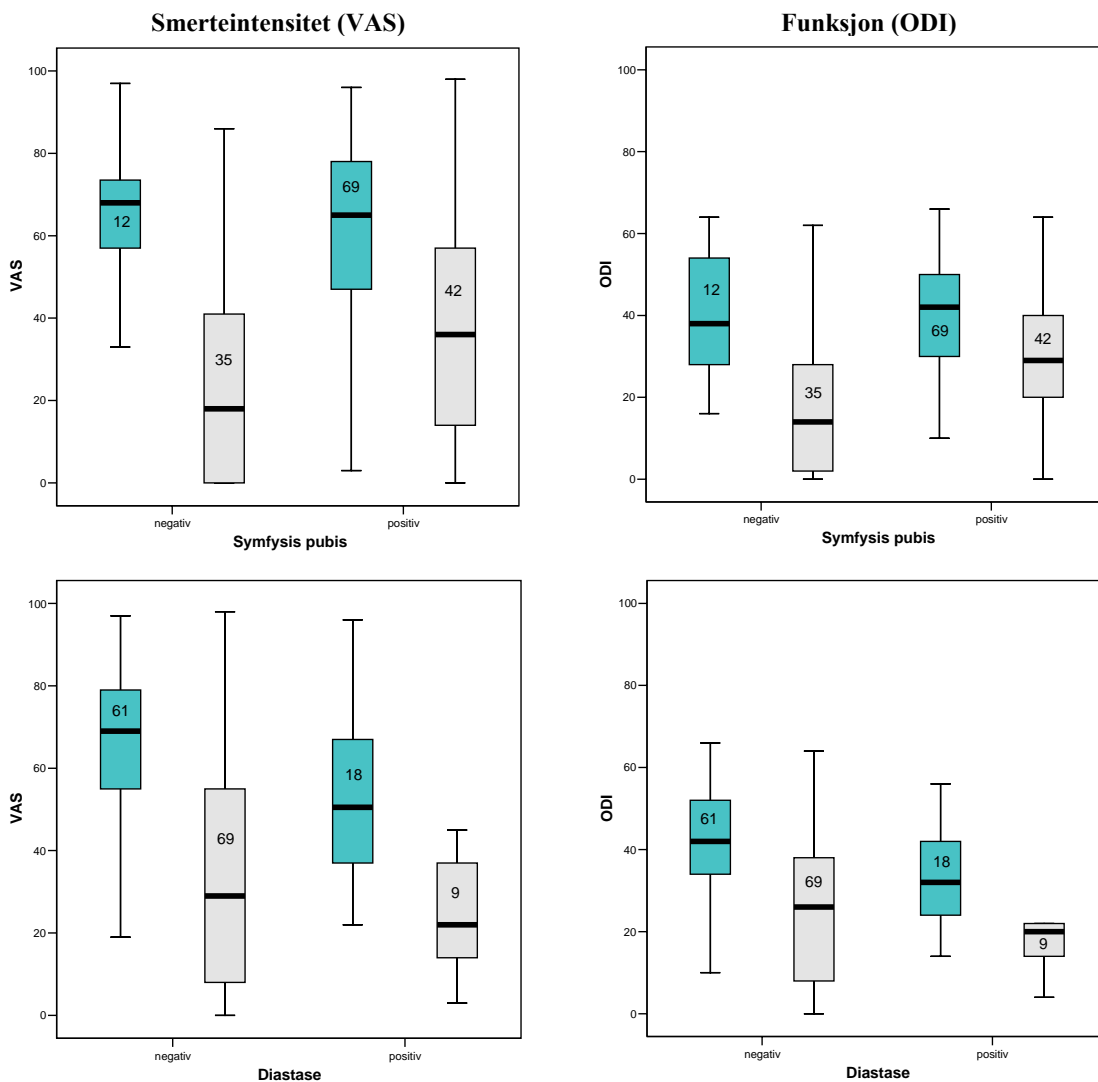 Smerteintensitet (VAS)
Funksjon (ODI)
100
80
60
40
20
0
VAS
12
35
69
42
negativ
positiv
Symfysis pubis
100
80
60
40
20
0
ODI
12
35
69
42
negativ
positiv
Symfysis pubis
100
80
60
40
20
0
VAS
61
69
18
9
negativ
positiv
Diastase
100
80
60
40
20
0
ODI
61
69
18
9
negativ
positiv
Diastase